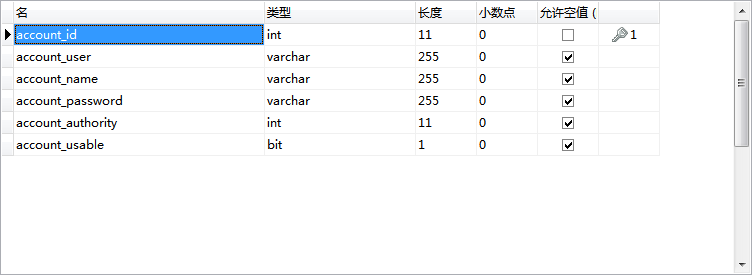 名 类型 长度 小数点 允许空值 (
account_id int 11 0 1
account_user varchar 255 0
account_name varchar 255 0
account_password varchar 255 0
account_authority int 11 0
account_usable bit 1 0